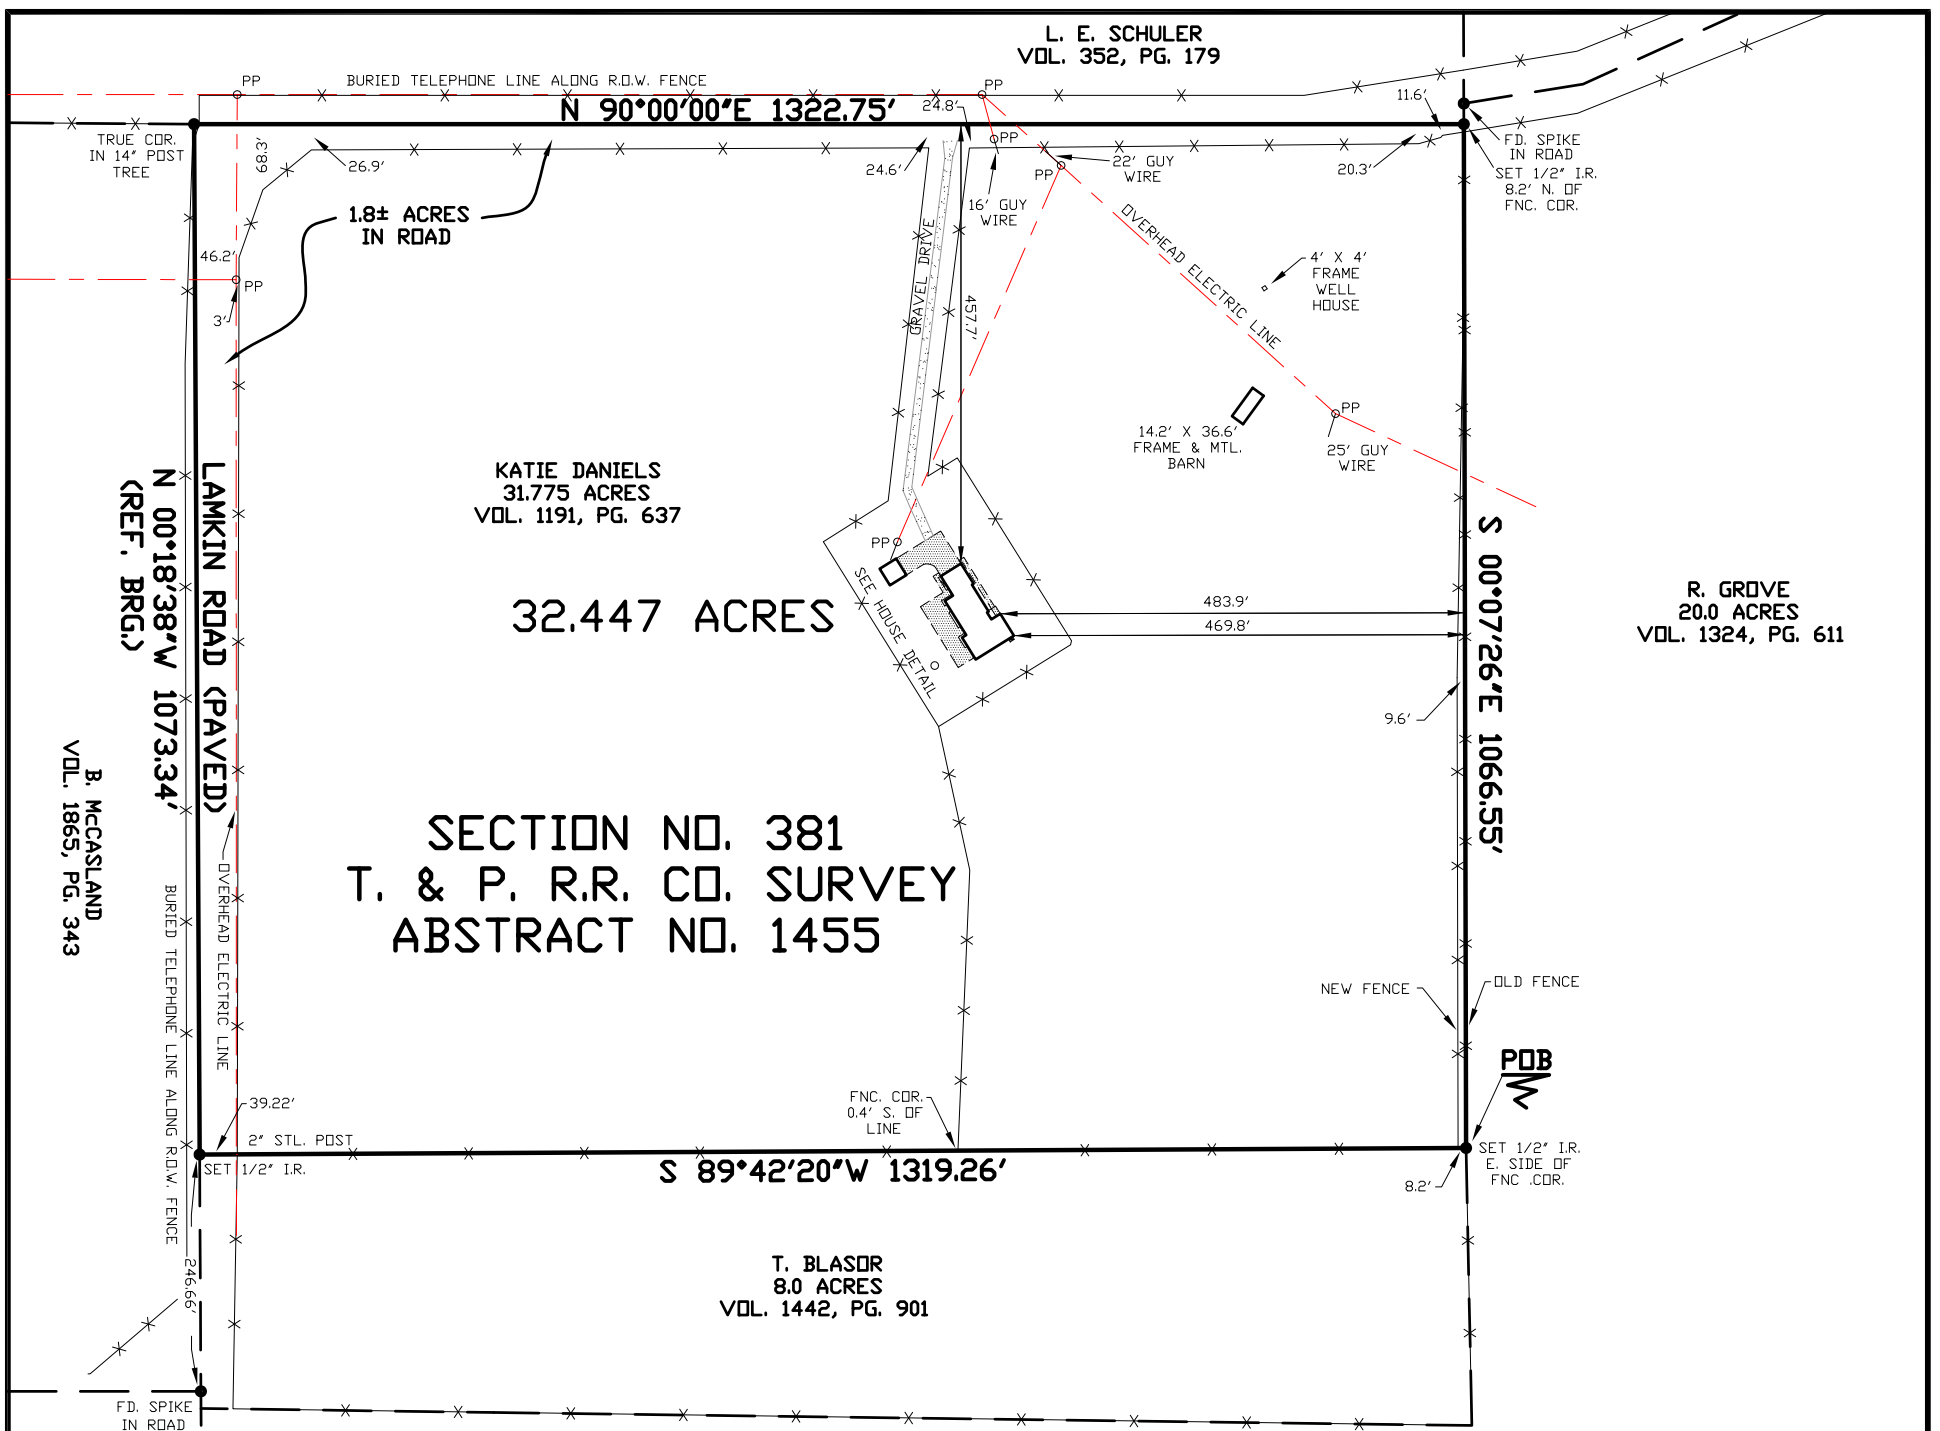 L. E. SCHULER
VOL. 352, PG. 179
PP
BURIED TELEPHONE LINE ALONG R.O.W. FENCE
PP
N 90°00'00"E 1322.75'
24.8'
11.6'
TRUE COR.
IN 14" POST
TREE
68.3'
26.9'
24.6'
PP
PP
22' GUY
WIRE
20.3'
FD. SPIKE
IN ROAD
SET 1/2" I.R.
8.2' N. OF
FNC. COR.
16' GUY
WIRE
1.8± ACRES
IN ROAD
46.2'
PP
3'
GRAVEL DRIVE
457.7'
OVERHEAD ELECTRIC LINE
4' X 4'
FRAME
WELL
HOUSE
PP
25' GUY
WIRE
14.2' X 36.6'
FRAME & MTL.
BARN
KATIE DANIELS
31.775 ACRES
VOL. 1191, PG. 637
LAMKIN ROAD (PAVED)
N 00°18'38"W 1073.34'
(REF. BRG.)
PP
SEE HOUSE DETAIL
32.447 ACRES
483.9'
469.8'
S 00°07'26"E 1066.55'
R. GROVE
20.0 ACRES
VOL. 1324, PG. 611
9.6'
B. McCASLAND
VOL. 1865, PG. 343
SECTION NO. 381
T. & P. R.R. CO. SURVEY
ABSTRACT NO. 1455
BURIED TELEPHONE LINE ALONG R.O.W. FENCE
OVERHEAD ELECTRIC LINE
NEW FENCE
OLD FENCE
POB
39.22'
2" STL. POST
SET 1/2" I.R.
FNC. COR.
0.4' S. OF
LINE
S 89°42'20"W 1319.26'
8.2'
SET 1/2" I.R.
E. SIDE OF
FNC .COR.
246.66'
T. BLASOR
8.0 ACRES
VOL. 1442, PG. 901
FD. SPIKE
IN ROAD